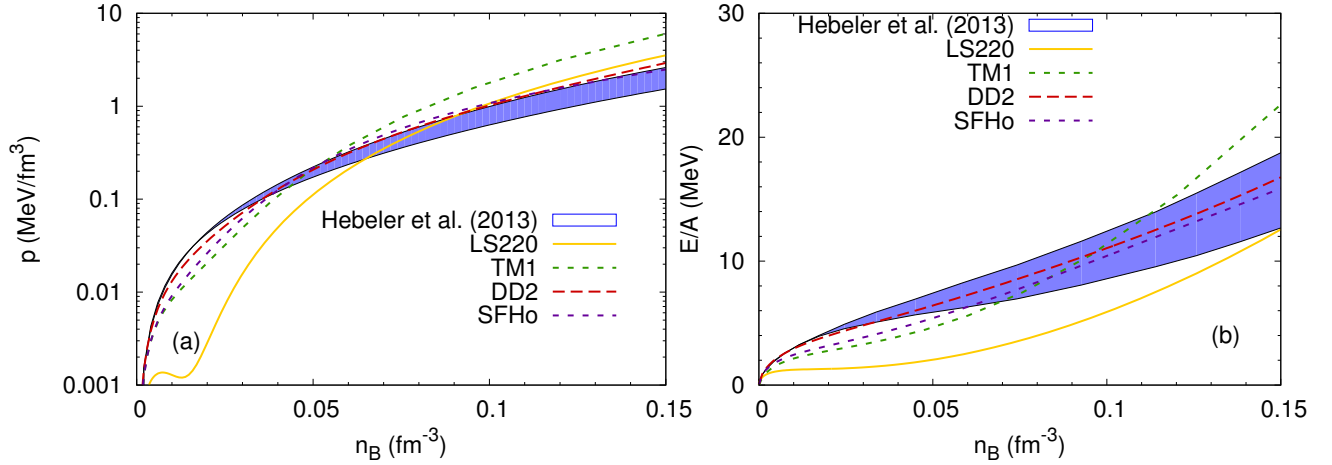 10
1
0.1
0.01
0.001
p (MeV/fm³)
0
0.05
0.1
0.15
n_B (fm⁻³)
(a)
Hebeler et al. (2013)
LS220
TM1
DD2
SFHo
30
20
10
0
E/A (MeV)
0
0.05
0.1
0.15
n_B (fm⁻³)
(b)
Hebeler et al. (2013)
LS220
TM1
DD2
SFHo